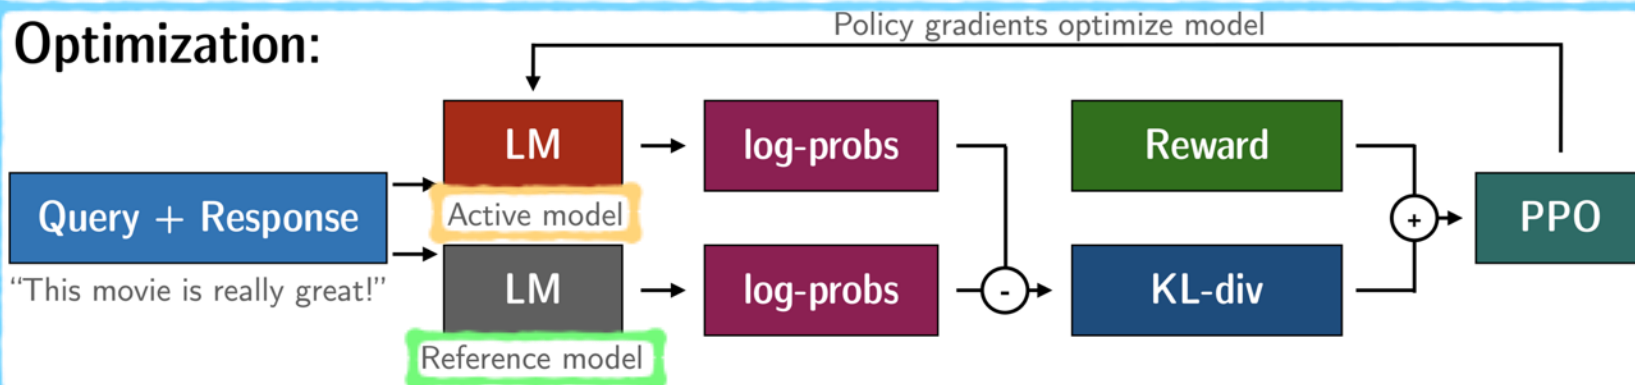 Policy gradients optimize model
Optimization:
LM
log-probs
Reward
Query + Response
Active model
+
PPO
"This movie is really great!"
LM
log-probs
-
KL-div
Reference model